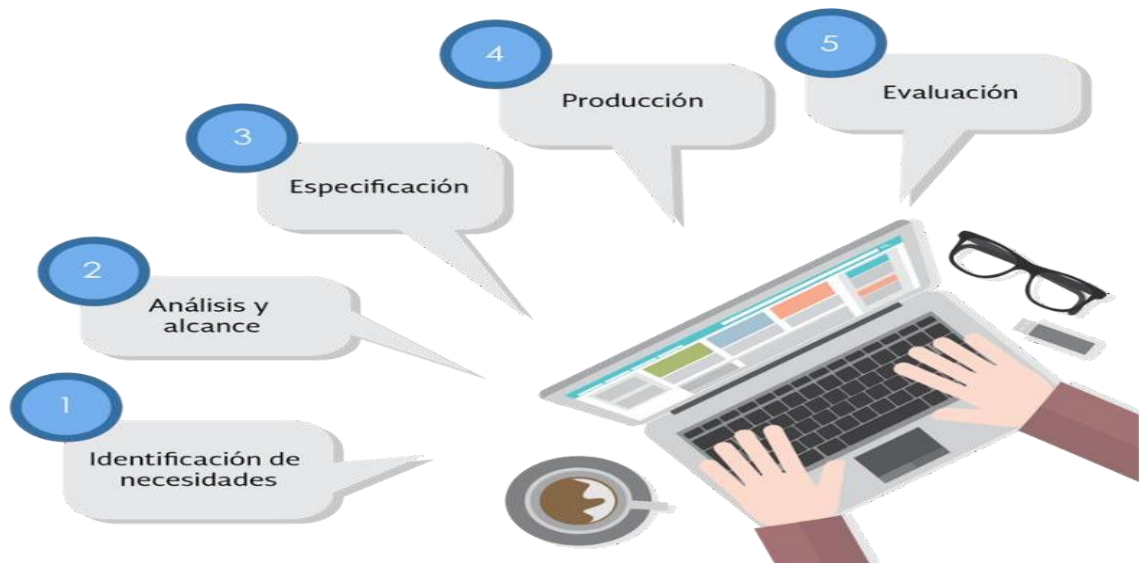 1
Identificación de
necesidades
2
Análisis y
alcance
3
Especificación
4
Producción
5
Evaluación